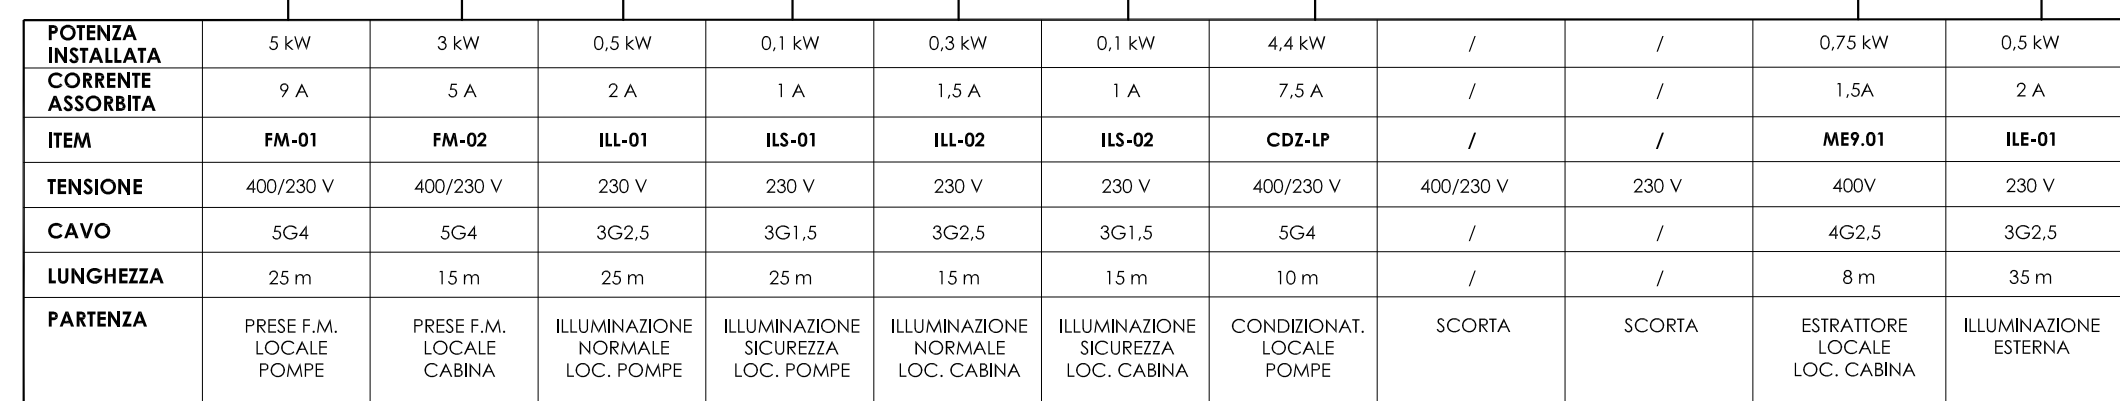 POTENZA INSTALLATA 5 kW 3 kW 0,5 kW 0,1 kW 0,3 kW 0,1 kW 4,4 kW / / 0,75 kW 0,5 kW
CORRENTE ASSORBITA 9 A 5 A 2 A 1 A 1,5 A 1 A 7,5 A / / 1,5A 2 A
ITEM FM-01 FM-02 ILL-01 ILS-01 ILL-02 ILS-02 CDZ-LP / / ME9.01 ILE-01
TENSIONE 400/230 V 400/230 V 230 V 230 V 230 V 230 V 400/230 V 400/230 V 230 V 400V 230 V
CAVO 5G4 5G4 3G2,5 3G1,5 3G2,5 3G1,5 5G4 / / 4G2,5 3G2,5
LUNGHEZZA 25 m 15 m 25 m 25 m 15 m 15 m 10 m / / 8 m 35 m
PARTENZA PRESE F.M. PRESE F.M. ILLUMINAZIONE ILLUMINAZIONE ILLUMINAZIONE ILLUMINAZIONE CONDIZIONAT. SCORTA SCORTA ESTRATTORE ILLUMINAZIONE
LOCALE LOCALE NORMALE SICUREZZA NORMALE SICUREZZA LOCALE LOCALE ESTERNA
POMPE CABINA LOC. POMPE LOC. POMPE LOC. CABINA LOC. CABINA POMPE LOC. CABINA